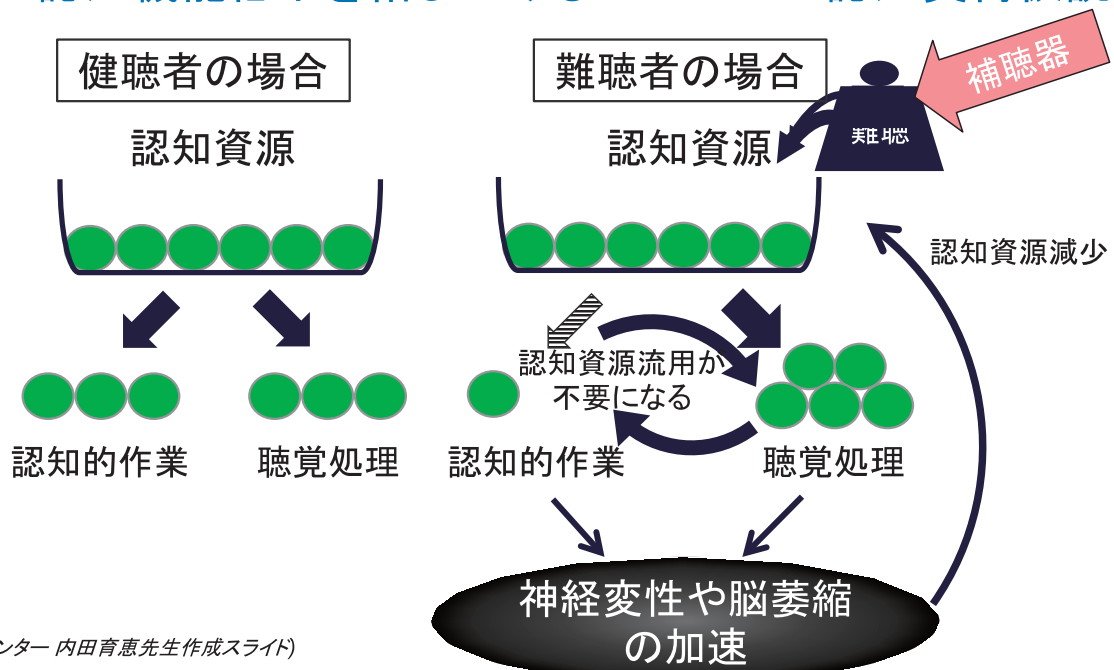 健聴者の場合
難聴者の場合
補聴器
難聴
認知資源
認知資源
認知資源減少
認知資源流用が
不要になる
認知的作業
聴覚処理
認知的作業
聴覚処理
神経変性や脳萎縮
の加速
ンター 内田育恵先生作成スライド)